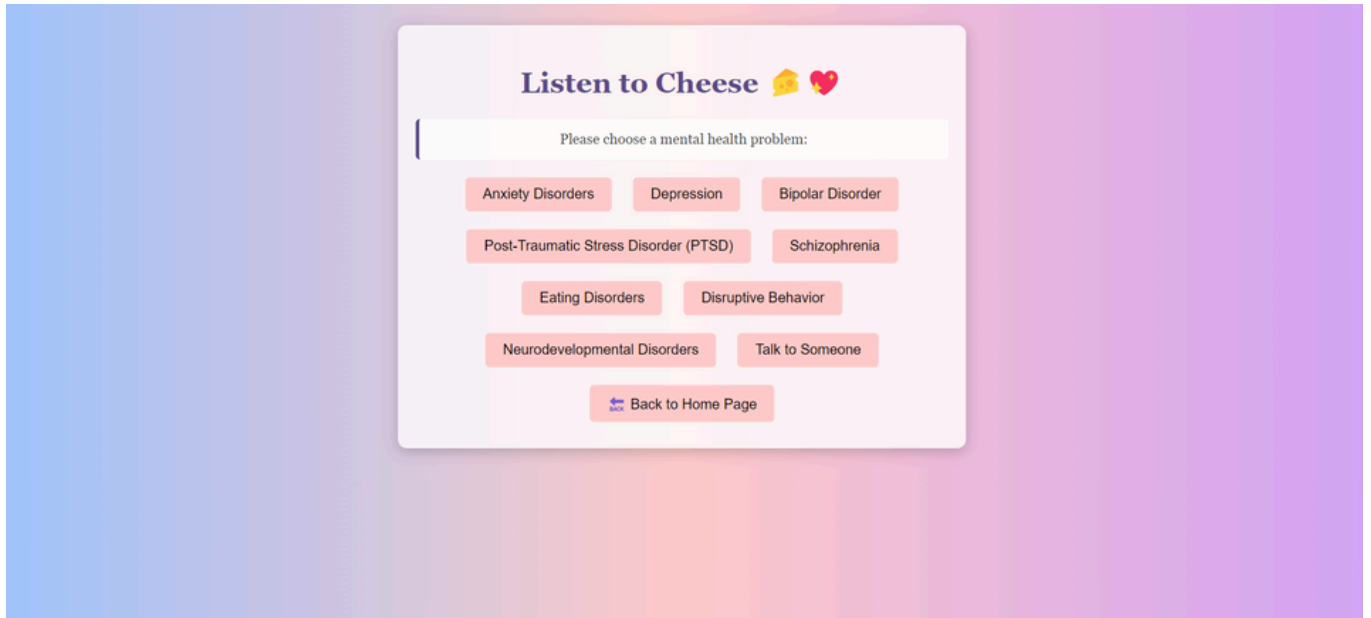 Listen to Cheese 🧀 💖
Please choose a mental health problem:
Anxiety Disorders Depression Bipolar Disorder
Post-Traumatic Stress Disorder (PTSD) Schizophrenia
Eating Disorders Disruptive Behavior
Neurodevelopmental Disorders Talk to Someone
🔙 Back to Home Page